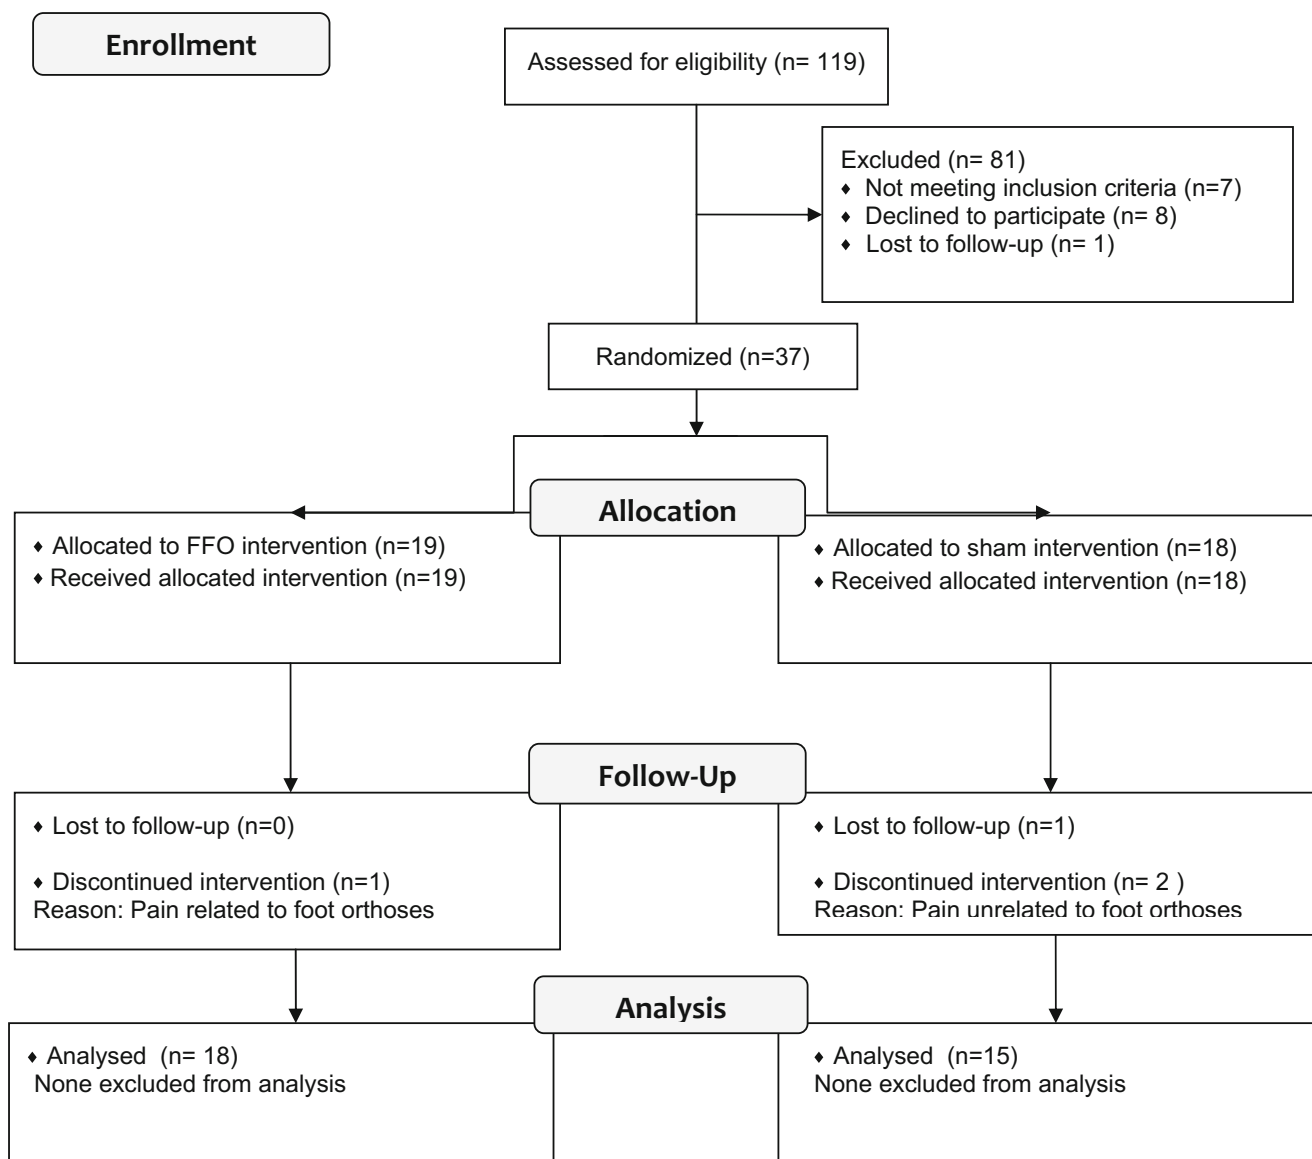 Enrollment
Assessed for eligibility (n= 119)
Excluded (n= 81)
♦ Not meeting inclusion criteria (n=7)
♦ Declined to participate (n= 8)
♦ Lost to follow-up (n= 1)
Randomized (n=37)
Allocation
♦ Allocated to FFO intervention (n=19)
♦ Received allocated intervention (n=19)
♦ Allocated to sham intervention (n=18)
♦ Received allocated intervention (n=18)
Follow-Up
♦ Lost to follow-up (n=0)
♦ Discontinued intervention (n=1)
Reason: Pain related to foot orthoses
♦ Lost to follow-up (n=1)
♦ Discontinued intervention (n= 2 )
Reason: Pain unrelated to foot orthoses
Analysis
♦ Analysed (n= 18)
None excluded from analysis
♦ Analysed (n=15)
None excluded from analysis